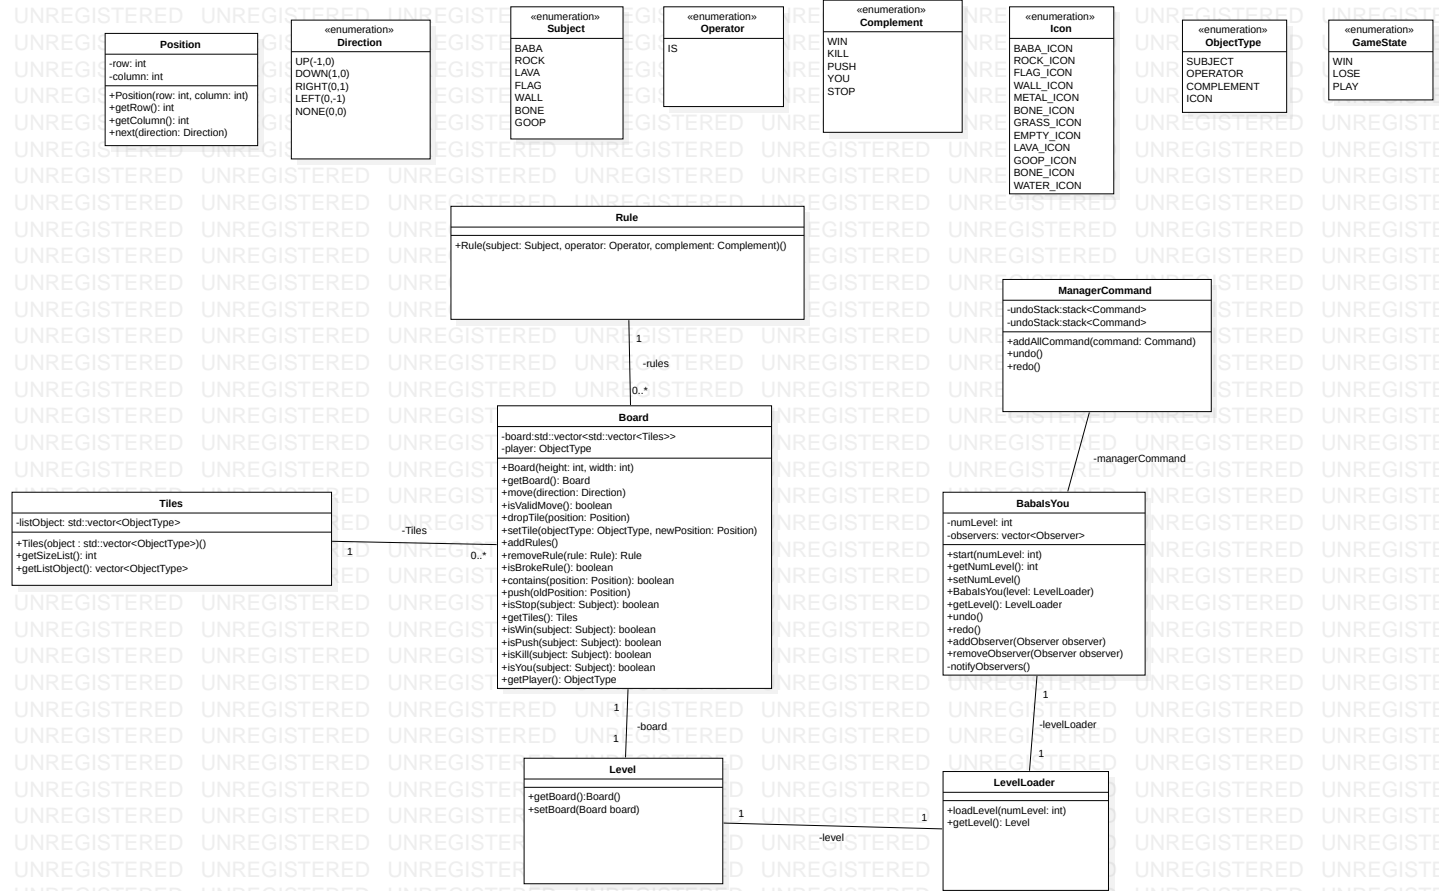 Position
-row: int
-column: int
+Position(row: int, column: int)
+getRow(): int
+getColumn(): int
+next(direction: Direction)
«enumeration»
Direction
UP(-1,0)
DOWN(1,0)
RIGHT(0,1)
LEFT(0,-1)
NONE(0,0)
«enumeration»
Subject
BABA
ROCK
LAVA
FLAG
WALL
BONE
GOOP
«enumeration»
Operator
IS
«enumeration»
Complement
WIN
KILL
PUSH
YOU
STOP
«enumeration»
Icon
BABA_ICON
ROCK_ICON
FLAG_ICON
WALL_ICON
METAL_ICON
BONE_ICON
GRASS_ICON
EMPTY_ICON
LAVA_ICON
GOOP_ICON
BONE_ICON
WATER_ICON
«enumeration»
ObjectType
SUBJECT
OPERATOR
COMPLEMENT
ICON
«enumeration»
GameState
WIN
LOSE
PLAY
Rule
+Rule(subject: Subject, operator: Operator, complement: Complement)()
1
-rules
0..*
ManagerCommand
-undoStack:stack<Command>
-undoStack:stack<Command>
+addAllCommand(command: Command)
+undo()
+redo()
-managerCommand
Board
-board:std::vector<std::vector<Tiles>>
-player: ObjectType
+Board(height: int, width: int)
+getBoard(): Board
+move(direction: Direction)
+isValidMove(): boolean
+dropTile(position: Position)
+setTile(objectType: ObjectType, newPosition: Position)
+addRules()
+removeRule(rule: Rule): Rule
+isBrokeRule(): boolean
+contains(position: Position): boolean
+push(oldPosition: Position)
+isStop(subject: Subject): boolean
+getTiles(): Tiles
+isWin(subject: Subject): boolean
+isPush(subject: Subject): boolean
+isKill(subject: Subject): boolean
+isYou(subject: Subject): boolean
+getPlayer(): ObjectType
Tiles
-listObject: std::vector<ObjectType>
+Tiles(object : std::vector<ObjectType>)()
+getSizeList(): int
+getListObject(): vector<ObjectType>
-Tiles
1
0..*
BabaIsYou
-numLevel: int
-observers: vector<Observer>
+start(numLevel: int)
+getNumLevel(): int
+setNumLevel()
+BabaIsYou(level: LevelLoader)
+getLevel(): LevelLoader
+undo()
+redo()
+addObserver(Observer observer)
+removeObserver(Observer observer)
-notifyObservers()
1
-board
1
1
-levelLoader
1
Level
+getBoard():Board()
+setBoard(Board board)
1
-level
1
LevelLoader
+loadLevel(numLevel: int)
+getLevel(): Level